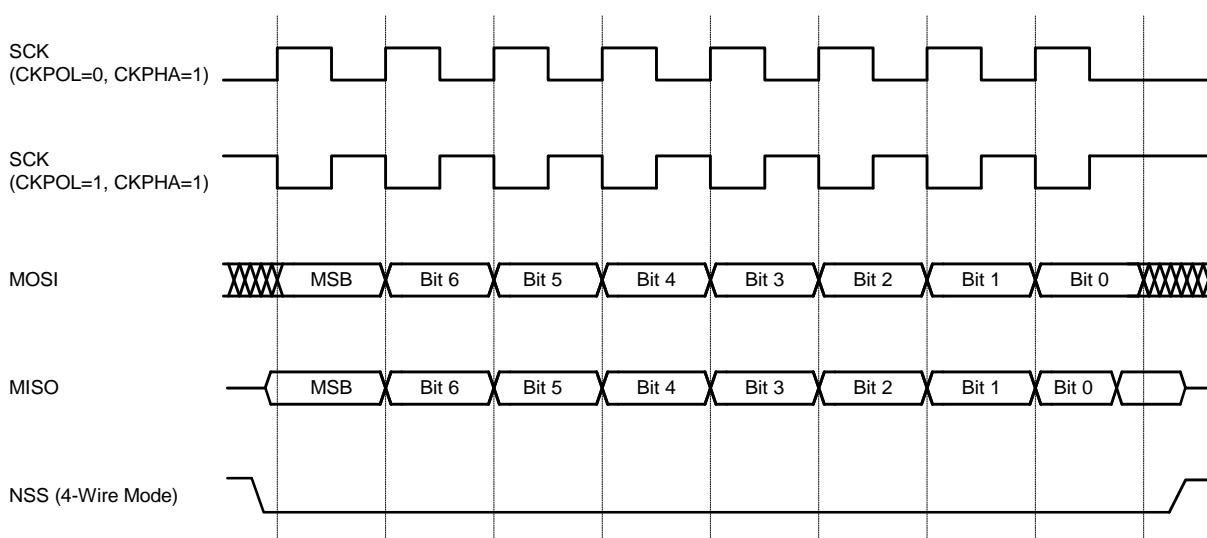 SCK
(CKPOL=0, CKPHA=1)
SCK
(CKPOL=1, CKPHA=1)
MOSI
MSB Bit 6 Bit 5 Bit 4 Bit 3 Bit 2 Bit 1 Bit 0
MISO
MSB Bit 6 Bit 5 Bit 4 Bit 3 Bit 2 Bit 1 Bit 0
NSS (4-Wire Mode)